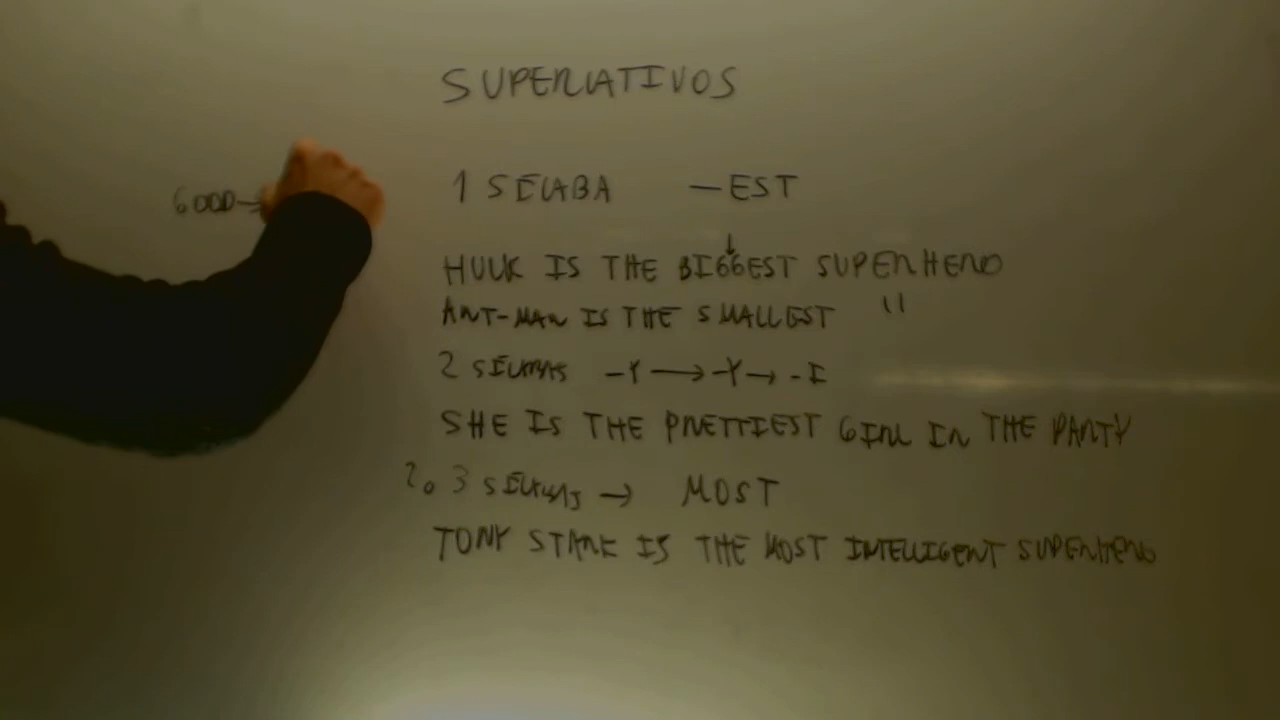 SUPERLATIVOS
1 SÍLABA –EST
GOOD→
↓
HULK IS THE BIGGEST SUPERHERO
ANT-MAN IS THE SMALLEST "
2 SÍLABAS -Y → -Y → -I
SHE IS THE PRETTIEST GIRL IN THE PARTY
2 o 3 SÍLABAS → MOST
TONY STARK IS THE MOST INTELLIGENT SUPERHERO